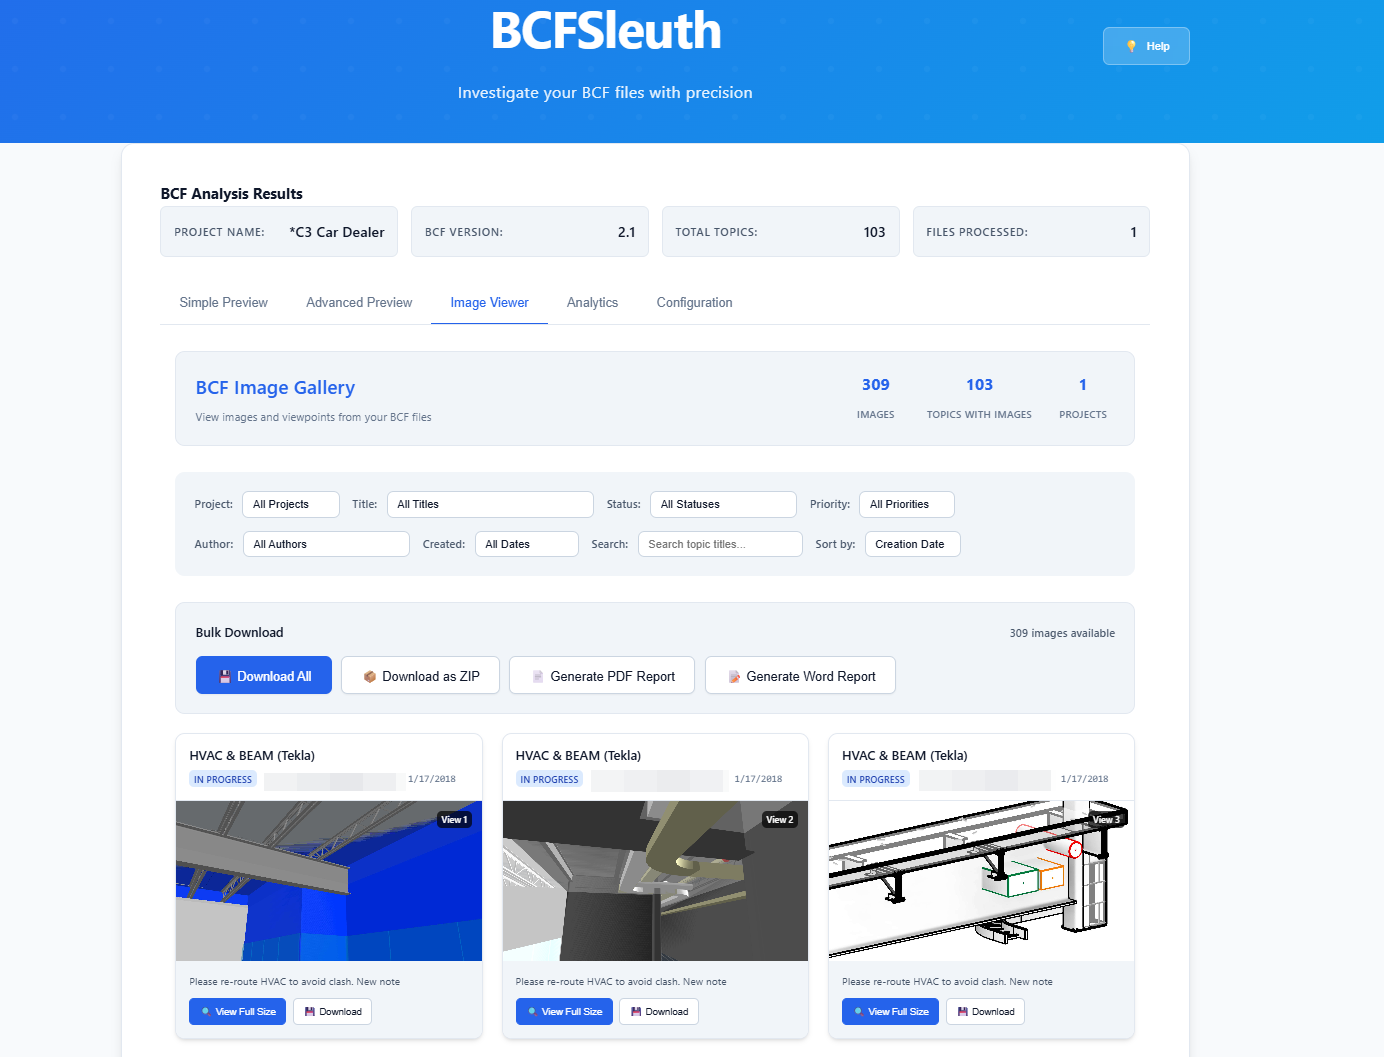 BCFSleuth
Help
Investigate your BCF files with precision
BCF Analysis Results
PROJECT NAME: *C3 Car Dealer
BCF VERSION: 2.1
TOTAL TOPICS: 103
FILES PROCESSED: 1
Simple Preview Advanced Preview Image Viewer Analytics Configuration
BCF Image Gallery
View images and viewpoints from your BCF files
309 103 1
IMAGES TOPICS WITH IMAGES PROJECTS
Project: All Projects Title: All Titles Status: All Statuses Priority: All Priorities
Author: All Authors Created: All Dates Search: Search topic titles... Sort by: Creation Date
Bulk Download
309 images available
Download All Download as ZIP Generate PDF Report Generate Word Report
HVAC & BEAM (Tekla)
IN PROGRESS 1/17/2018
View 1
Please re-route HVAC to avoid clash. New note
View Full Size Download
HVAC & BEAM (Tekla)
IN PROGRESS 1/17/2018
View 2
Please re-route HVAC to avoid clash. New note
View Full Size Download
HVAC & BEAM (Tekla)
IN PROGRESS 1/17/2018
View 3
Please re-route HVAC to avoid clash. New note
View Full Size Download